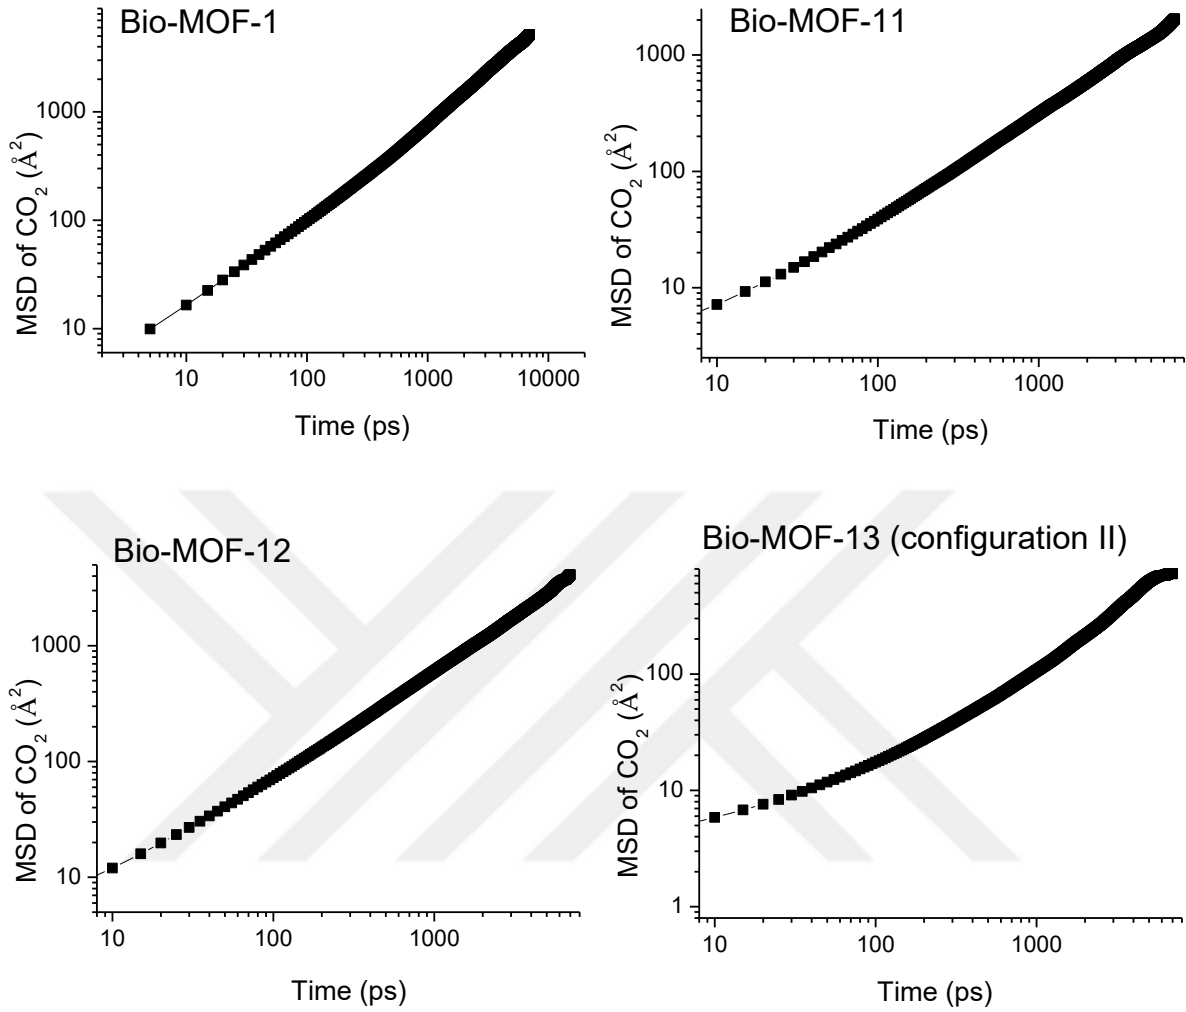 Bio-MOF-1
MSD of CO₂ (Å²)
1000
100
10
10 100 1000 10000
Time (ps)
Bio-MOF-11
MSD of CO₂ (Å²)
1000
100
10
10 100 1000
Time (ps)
Bio-MOF-12
MSD of CO₂ (Å²)
1000
100
10
10 100 1000
Time (ps)
Bio-MOF-13 (configuration II)
MSD of CO₂ (Å²)
100
10
1
10 100 1000
Time (ps)